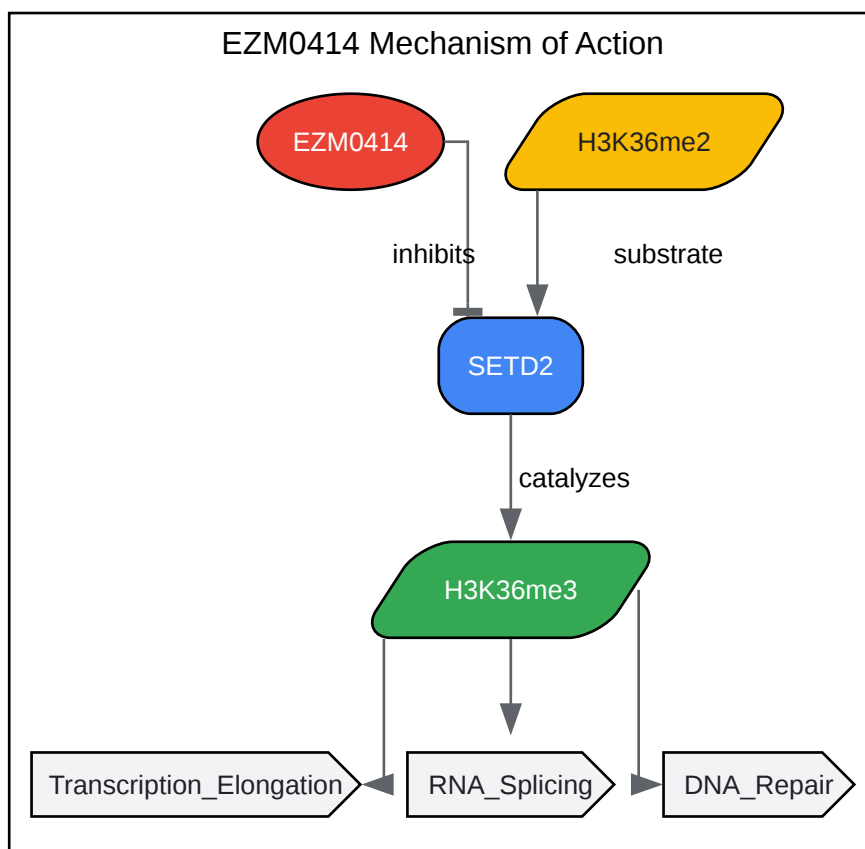 EZM0414 Mechanism of Action
EZM0414
H3K36me2
inhibits
substrate
SETD2
catalyzes
H3K36me3
Transcription_Elongation
RNA_Splicing
DNA_Repair